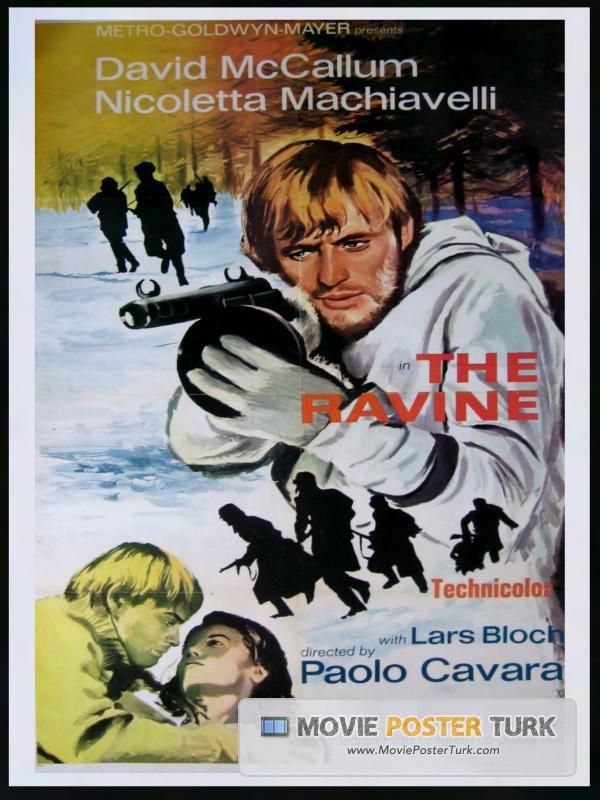 METRO-GOLDWYN-MAYER presents
David McCallum
Nicoletta Machiavelli
in THE
RAVINE
Technicolor
with Lars Bloch
directed by
Paolo Cavara
MOVIE POSTER TURK
www.MoviePosterTurk.com